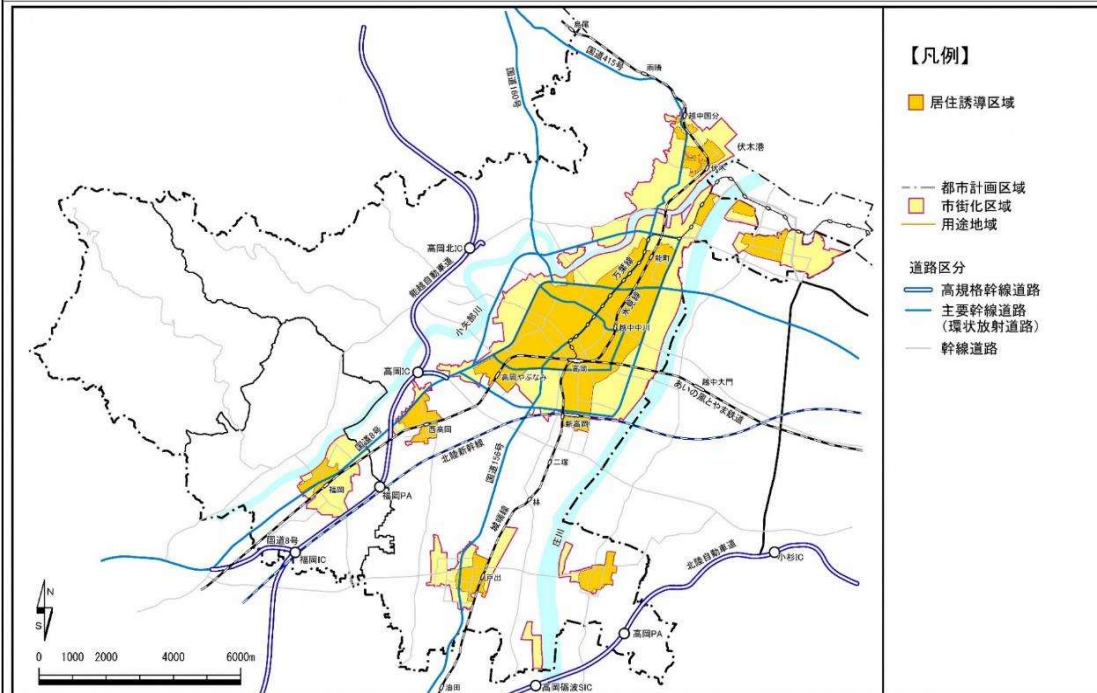 島尾
国道415号
雨晴
国道160号
越中国分
伏木港
伏木
高岡北IC
能越自動車道
小矢部川
能町
万葉線
氷見線
越中中川
高岡
高岡IC
高岡やぶなみ
越中大門
あいの風とやま鉄道
西高岡
新高岡
国道8号
北陸新幹線
国道156号
二塚
福岡
福岡PA
林
城端線
庄川
国道8号
福岡IC
戸出
北陸自動車道
小杉IC
高岡PA
油田
高岡砺波SIC
N
S
0 1000 2000 4000 6000m
【凡例】
居住誘導区域
都市計画区域
市街化区域
用途地域
道路区分
高規格幹線道路
主要幹線道路
(環状放射道路)
幹線道路